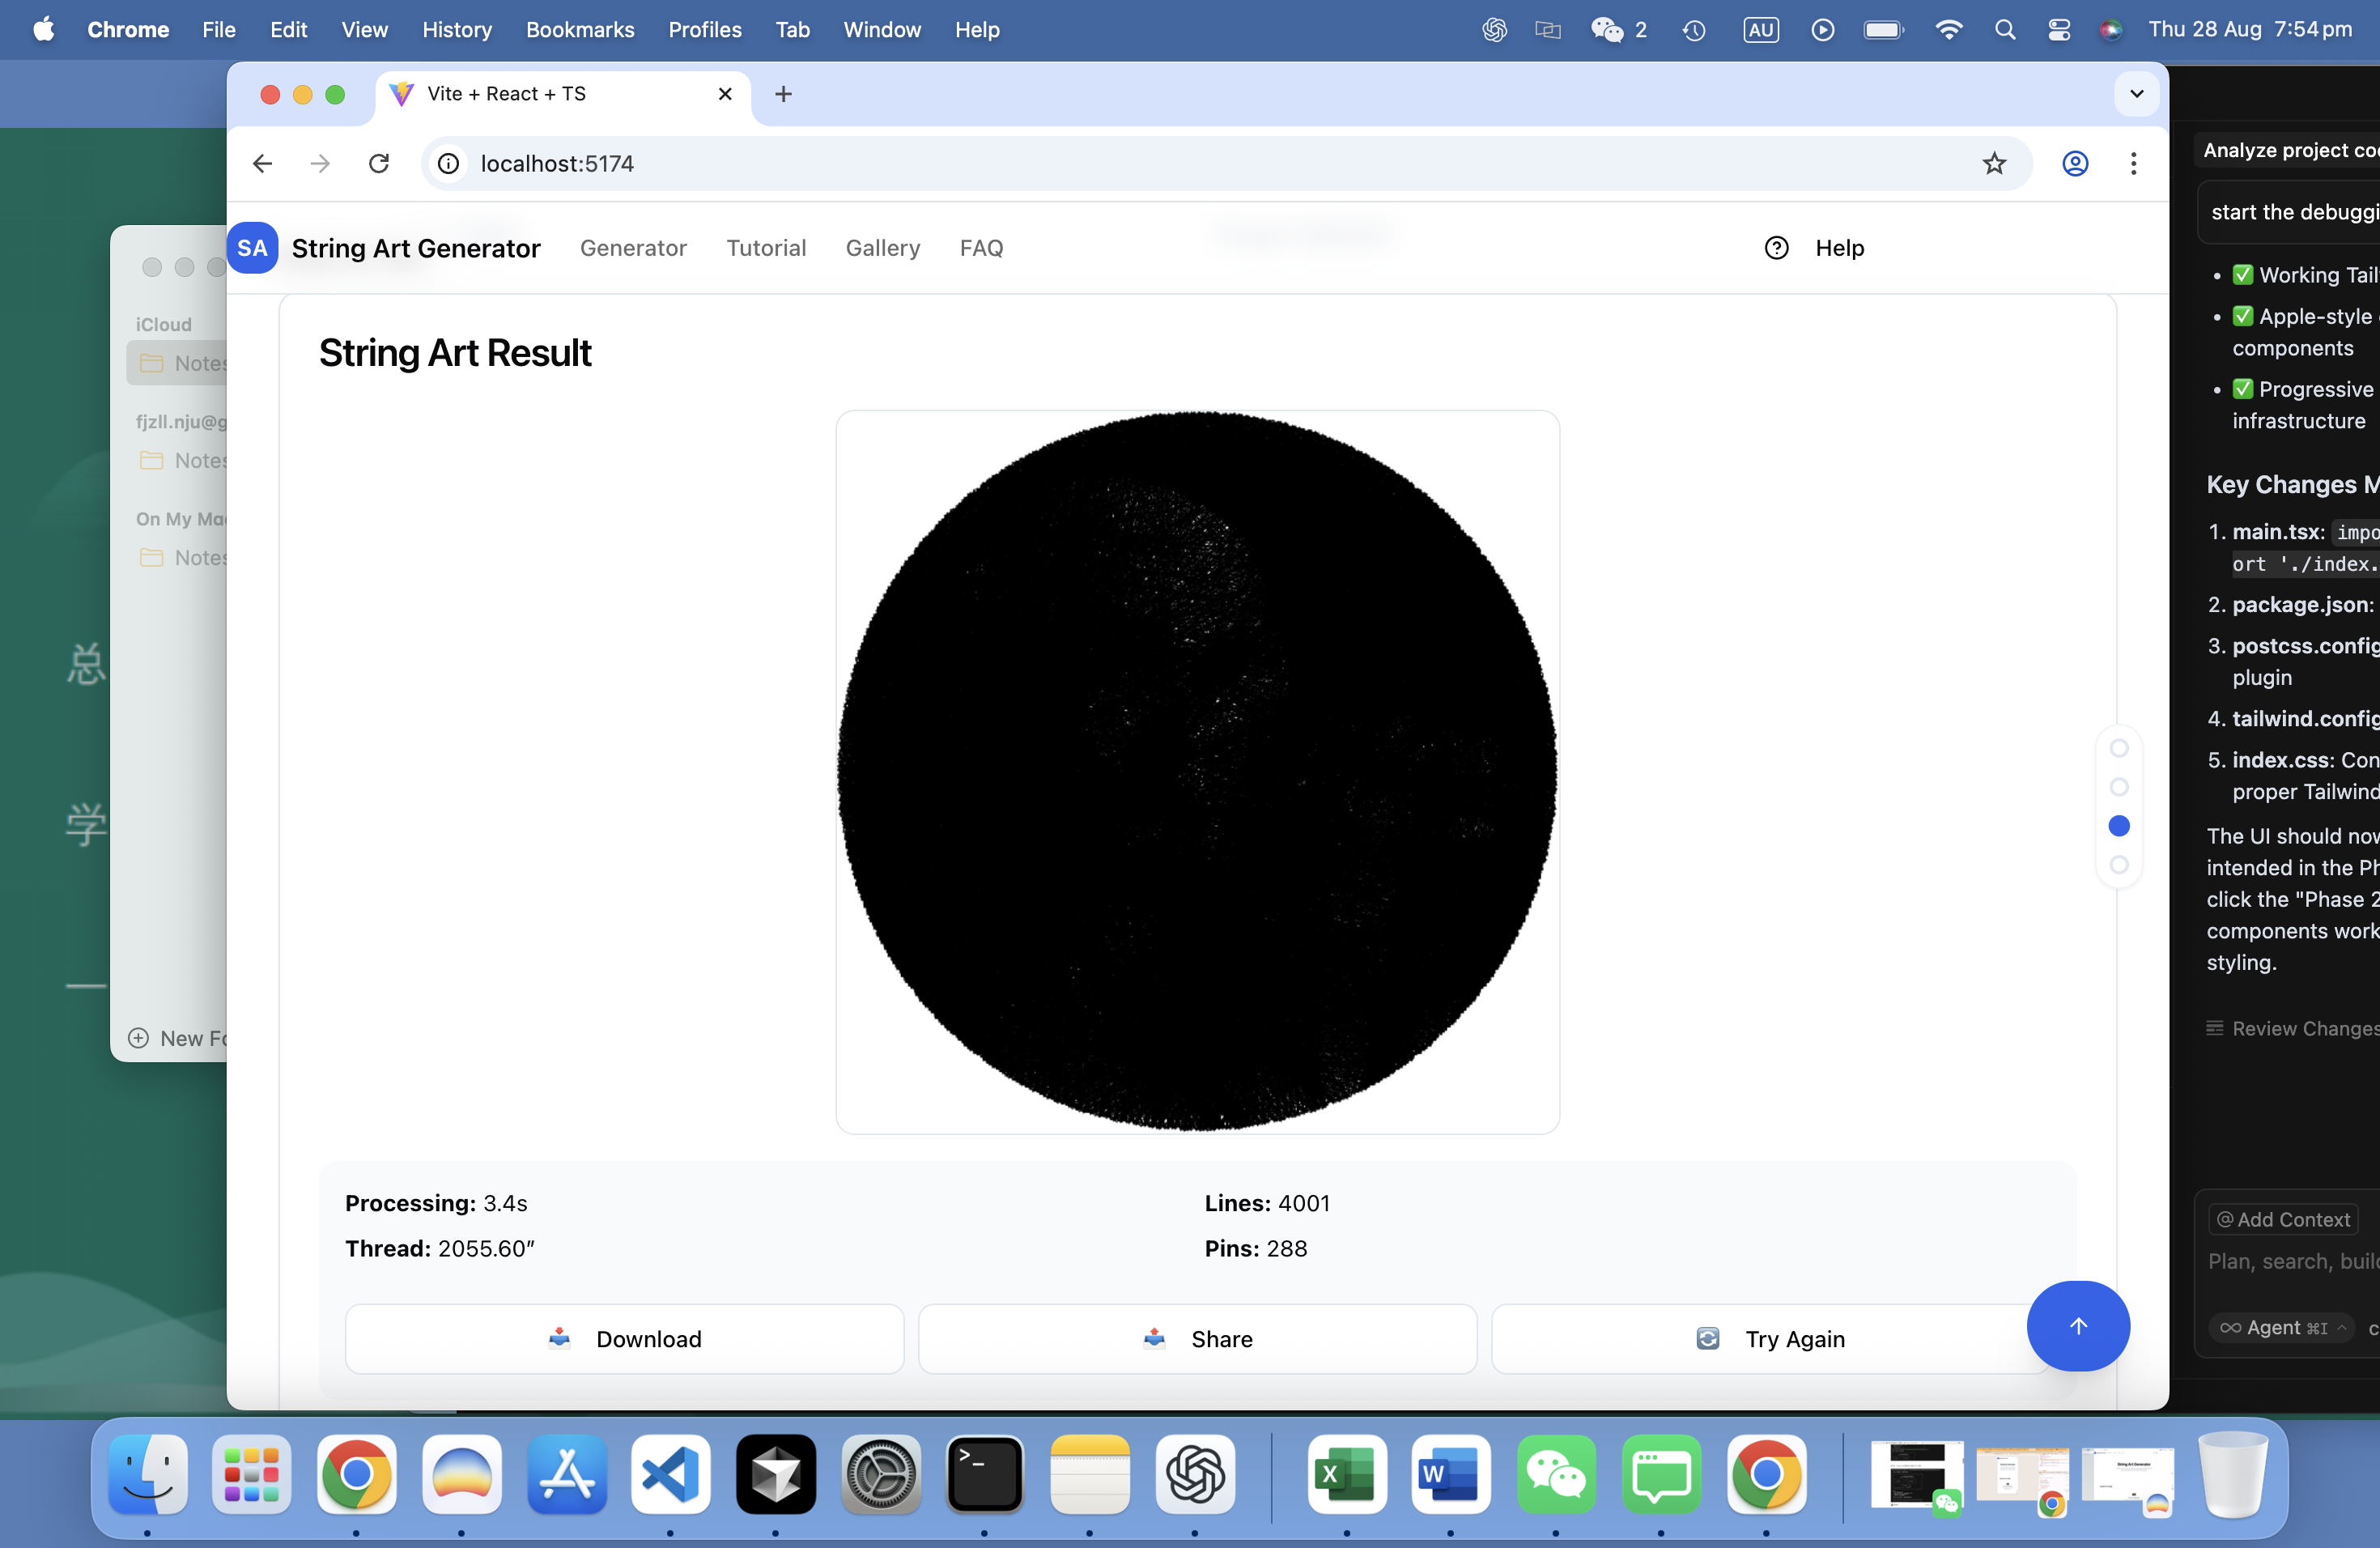 Chrome File Edit View History Bookmarks Profiles Tab Window Help
2 AU Thu 28 Aug 7:54 pm
Vite + React + TS
localhost:5174
SA String Art Generator Generator Tutorial Gallery FAQ Help
String Art Result
Processing: 3.4s
Lines: 4001
Thread: 2055.60″
Pins: 288
Download
Share
Try Again
iCloud
Notes
fjzll.nju@g
Notes
On My Ma
Notes
New Fo
总
学
一
Analyze project co
start the debuggi
Working Tail
Apple-style
components
Progressive
infrastructure
Key Changes M
1. main.tsx: impo
ort './index.
2. package.json:
3. postcss.config
plugin
4. tailwind.config
5. index.css: Con
proper Tailwind
The UI should now
intended in the Ph
click the "Phase 2
components work
styling.
Review Changes
@ Add Context
Plan, search, build
Agent ⌘I